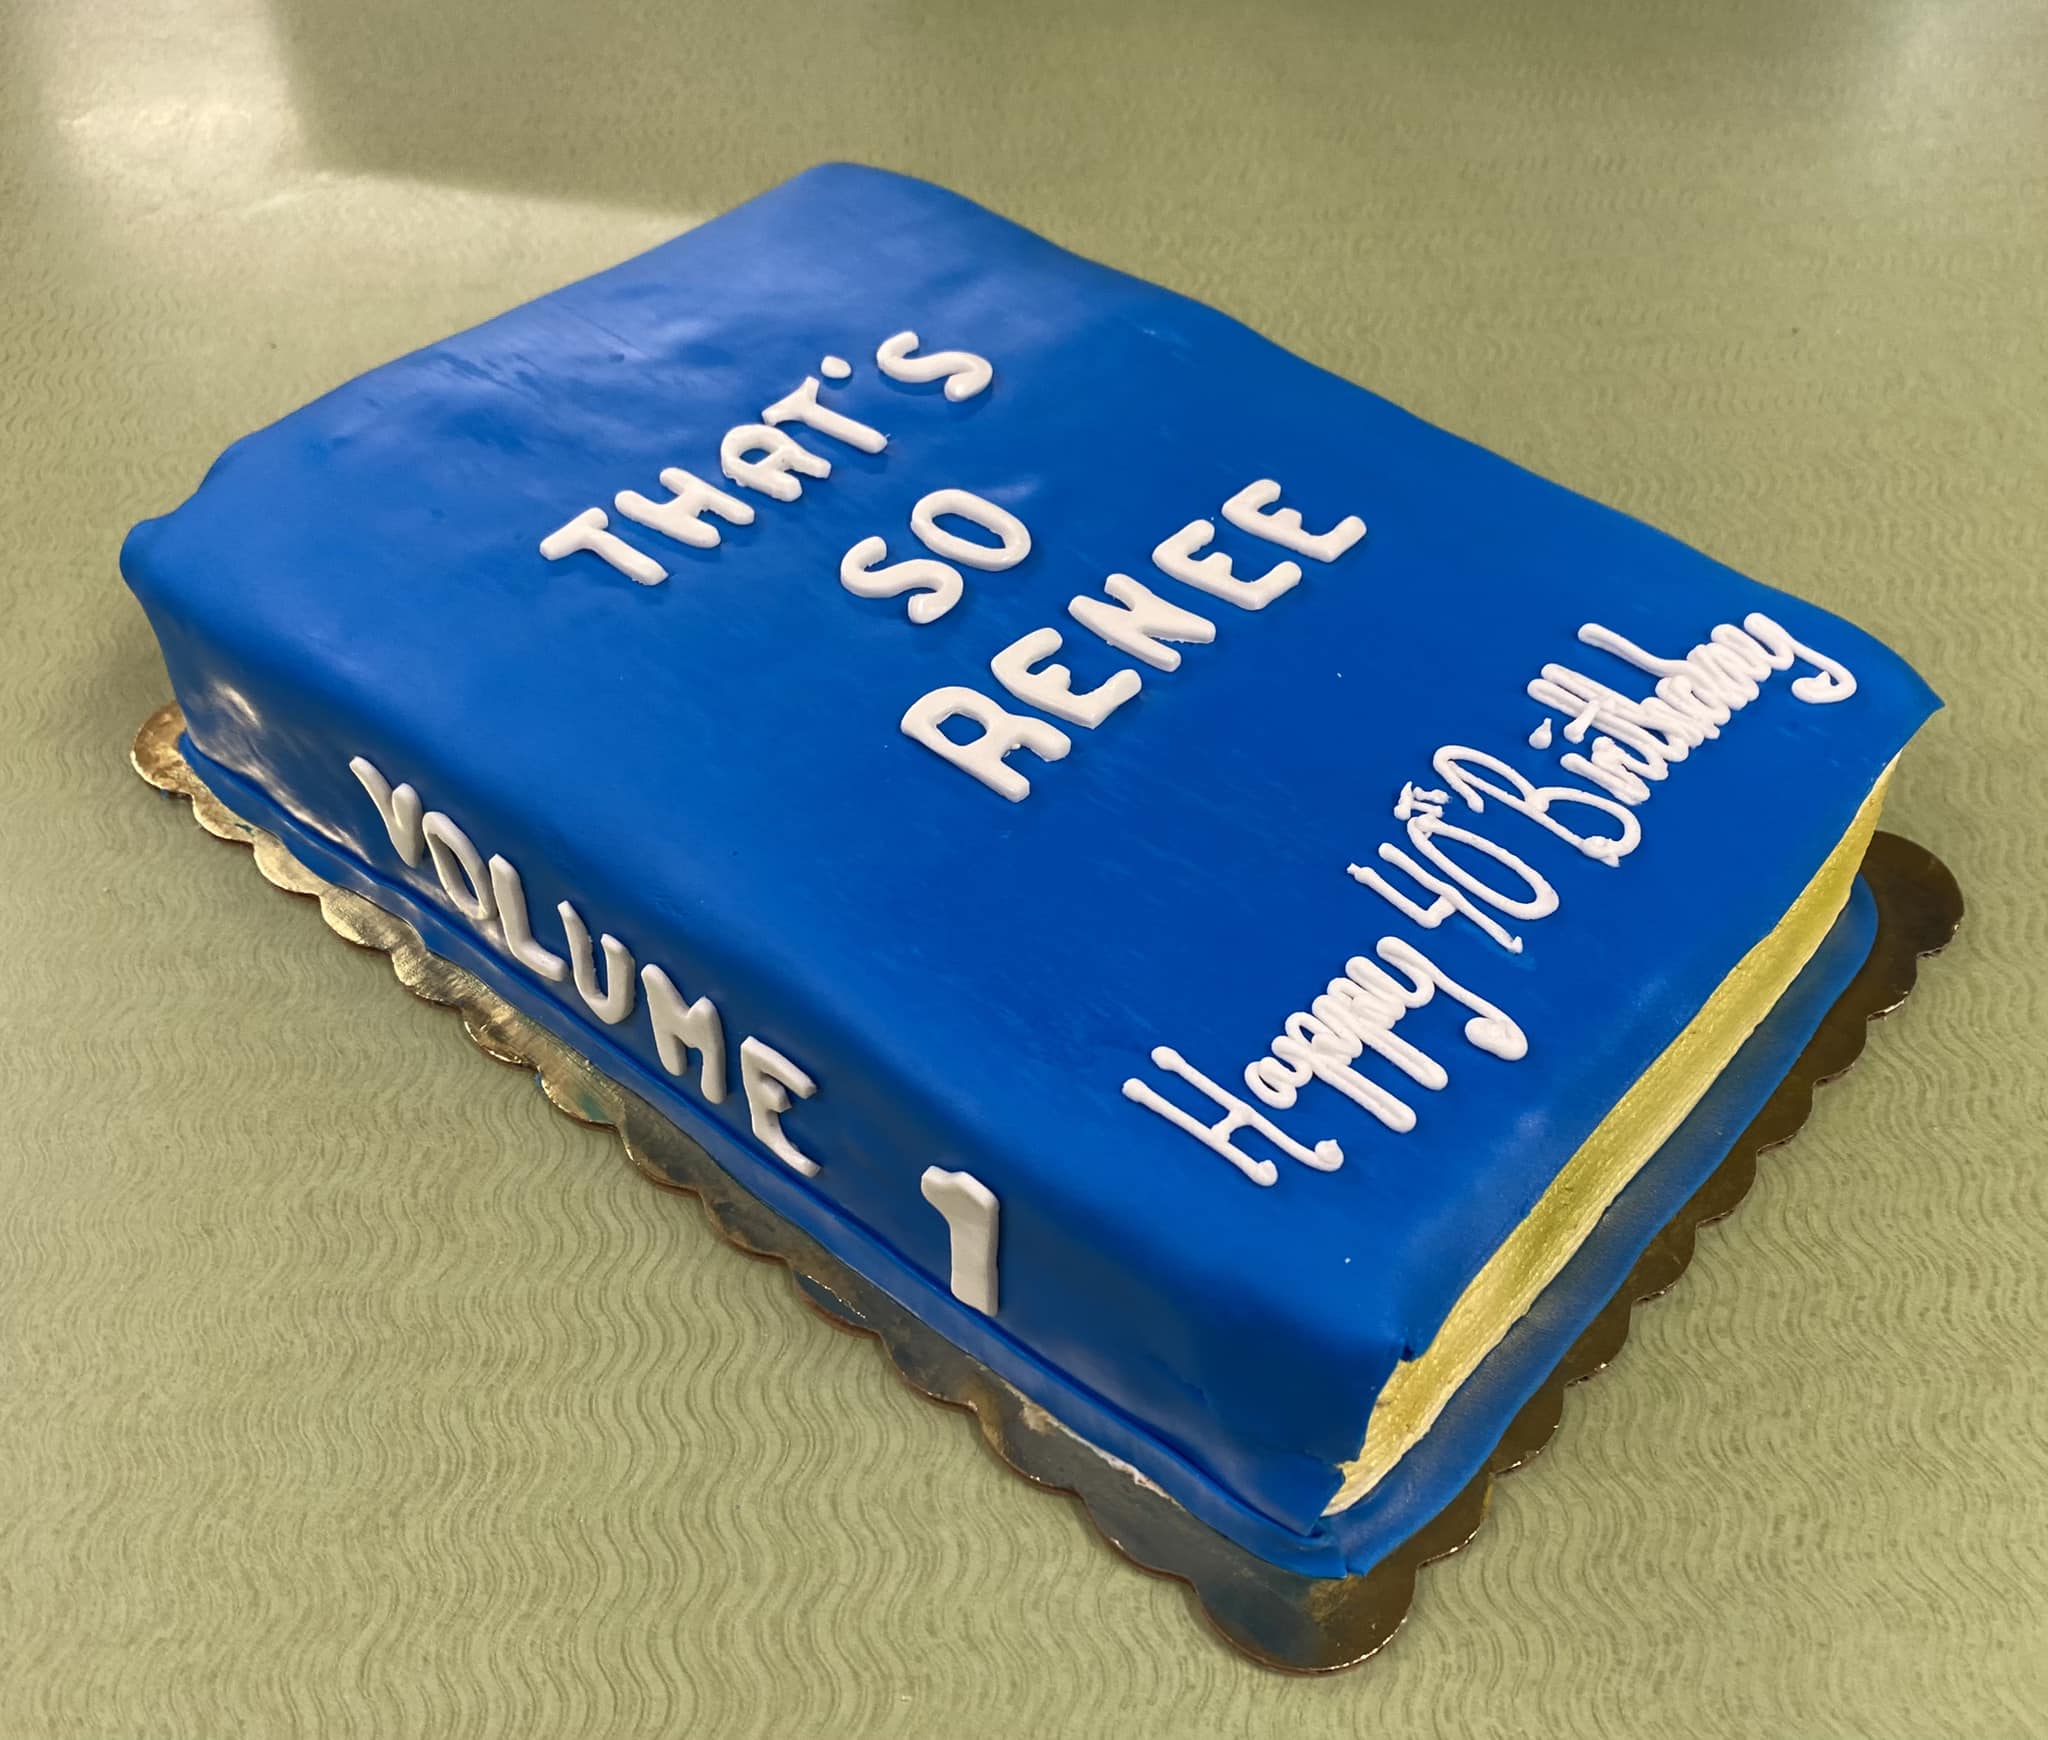 THAT'S
SO
RENEE
Happy 40th Birthday
VOLUME 1